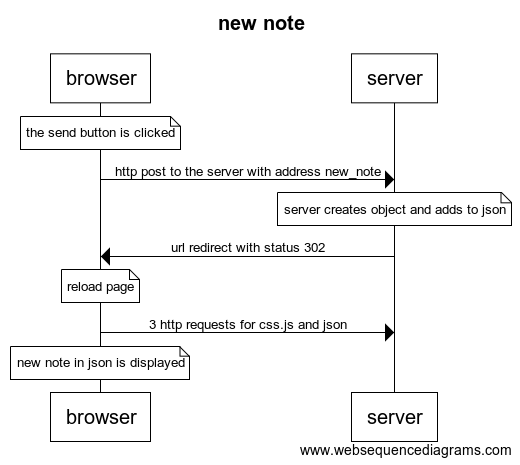 new note
browser server
the send button is clicked
http post to the server with address new_note
server creates object and adds to json
url redirect with status 302
reload page
3 http requests for css.js and json
new note in json is displayed
browser server
www.websequencediagrams.com